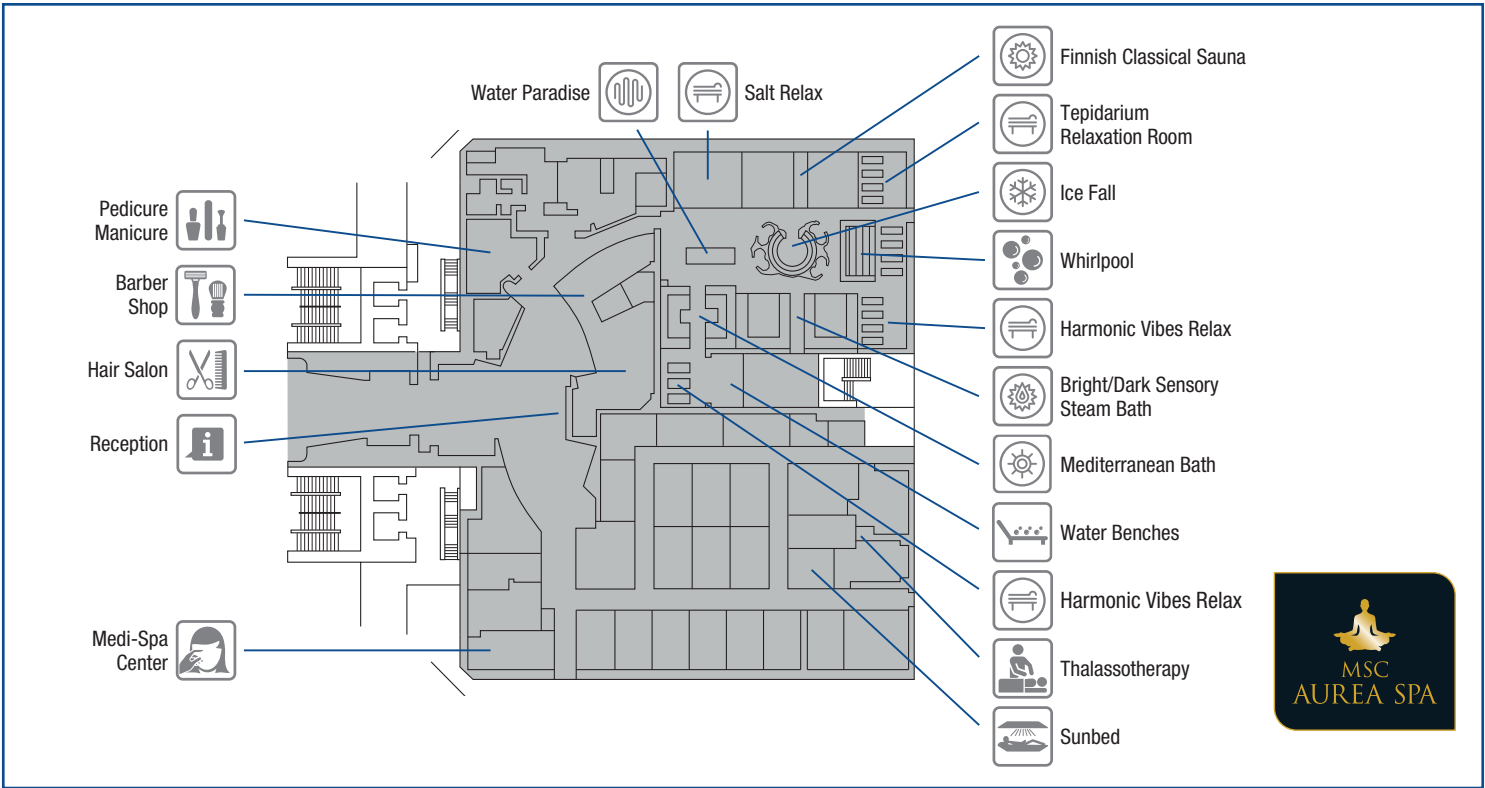 Water Paradise
Salt Relax
Pedicure
Manicure
Barber
Shop
Hair Salon
Reception
Medi-Spa
Center
Finnish Classical Sauna
Tepidarium
Relaxation Room
Ice Fall
Whirlpool
Harmonic Vibes Relax
Bright/Dark Sensory
Steam Bath
Mediterranean Bath
Water Benches
Harmonic Vibes Relax
Thalassotherapy
Sunbed
MSC
AUREA SPA